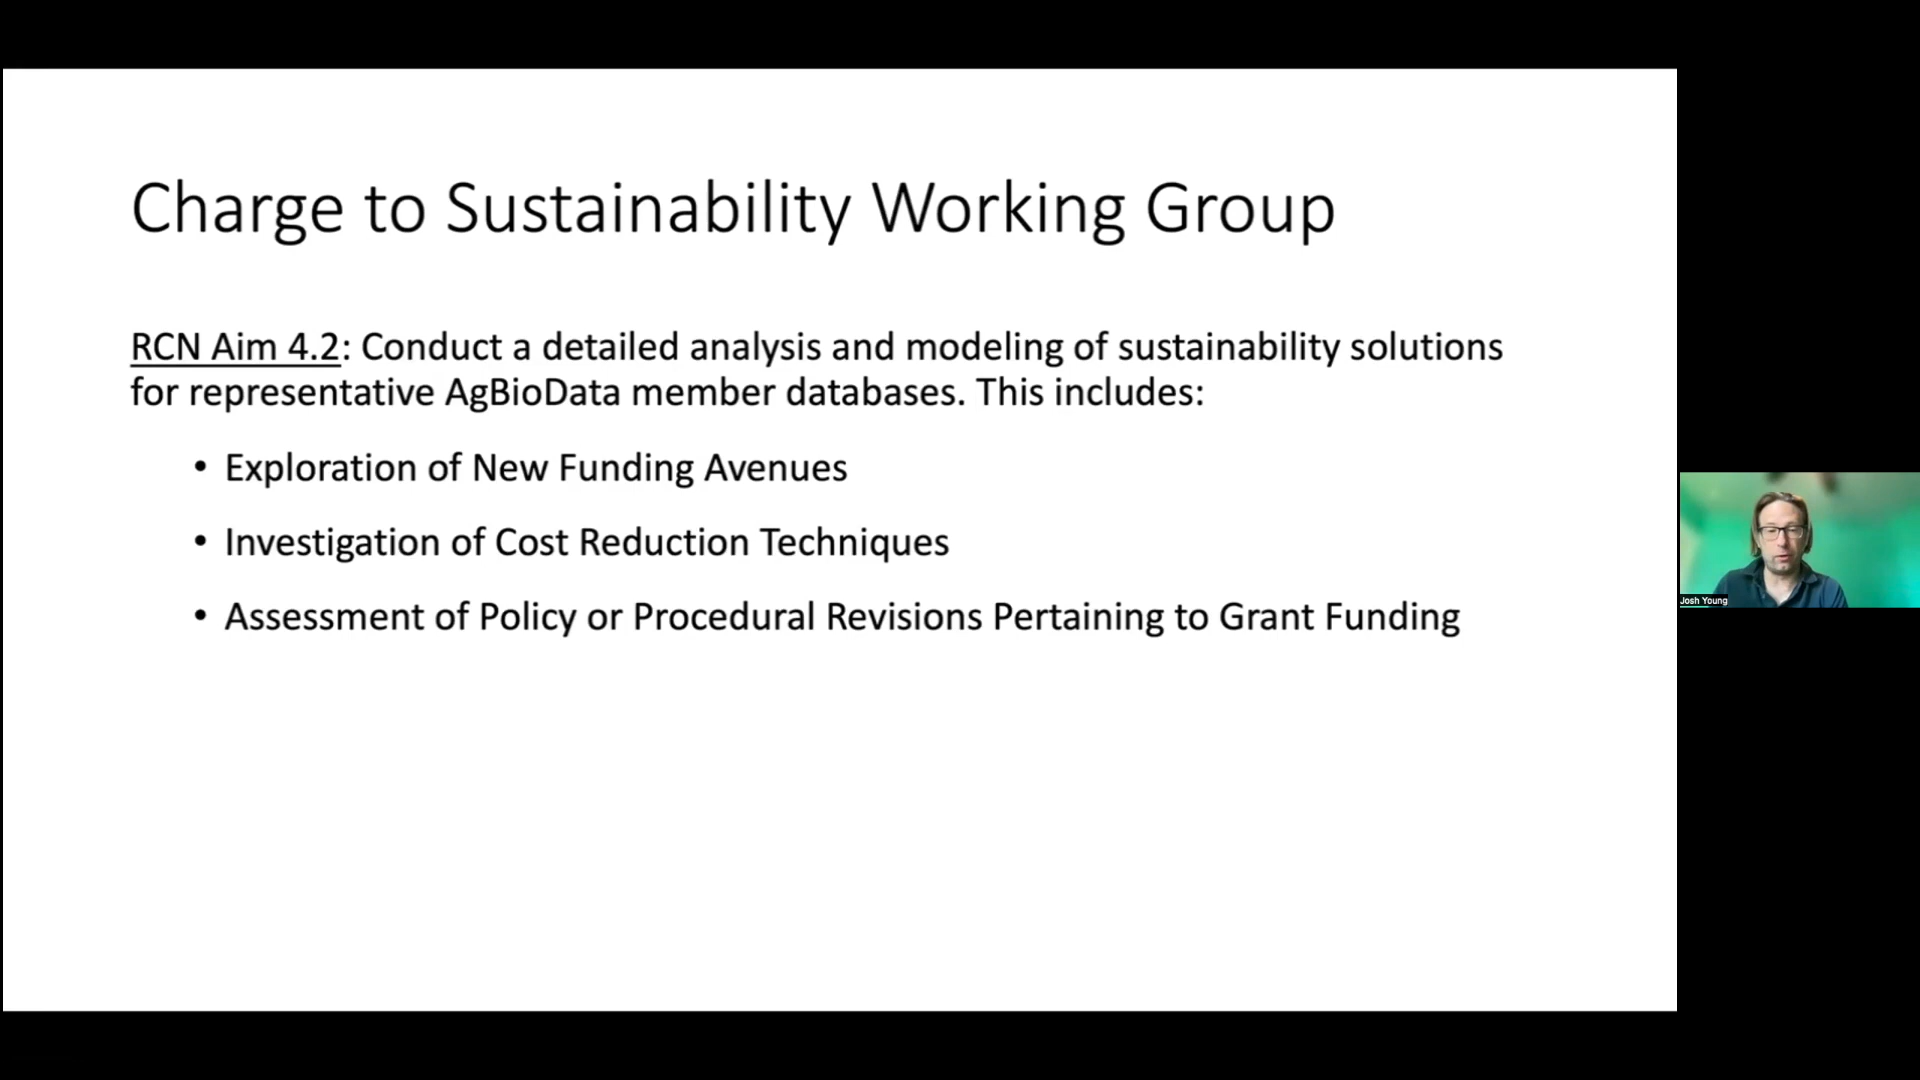 Charge to Sustainability Working Group
RCN Aim 4.2: Conduct a detailed analysis and modeling of sustainability solutions
for representative AgBioData member databases. This includes:
• Exploration of New Funding Avenues
• Investigation of Cost Reduction Techniques
• Assessment of Policy or Procedural Revisions Pertaining to Grant Funding
Josh Young